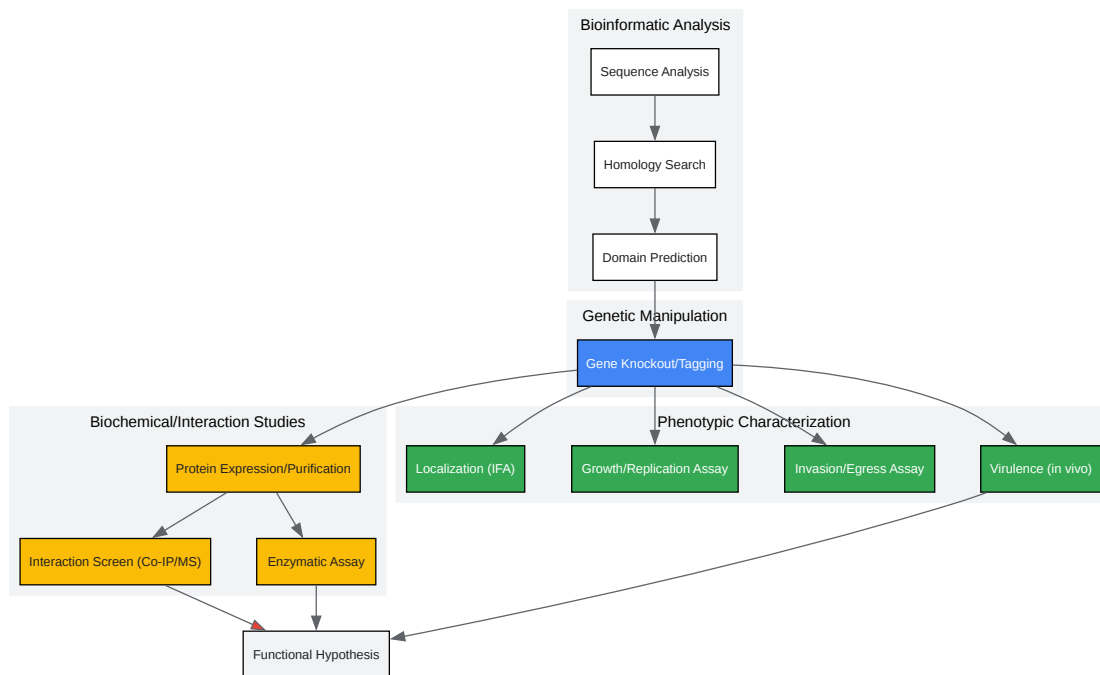 Bioinformatic Analysis
Sequence Analysis
Homology Search
Domain Prediction
Genetic Manipulation
Gene Knockout/Tagging
Biochemical/Interaction Studies
Phenotypic Characterization
Protein Expression/Purification
Localization (IFA)
Growth/Replication Assay
Invasion/Egress Assay
Virulence (in vivo)
Interaction Screen (Co-IP/MS)
Enzymatic Assay
Functional Hypothesis